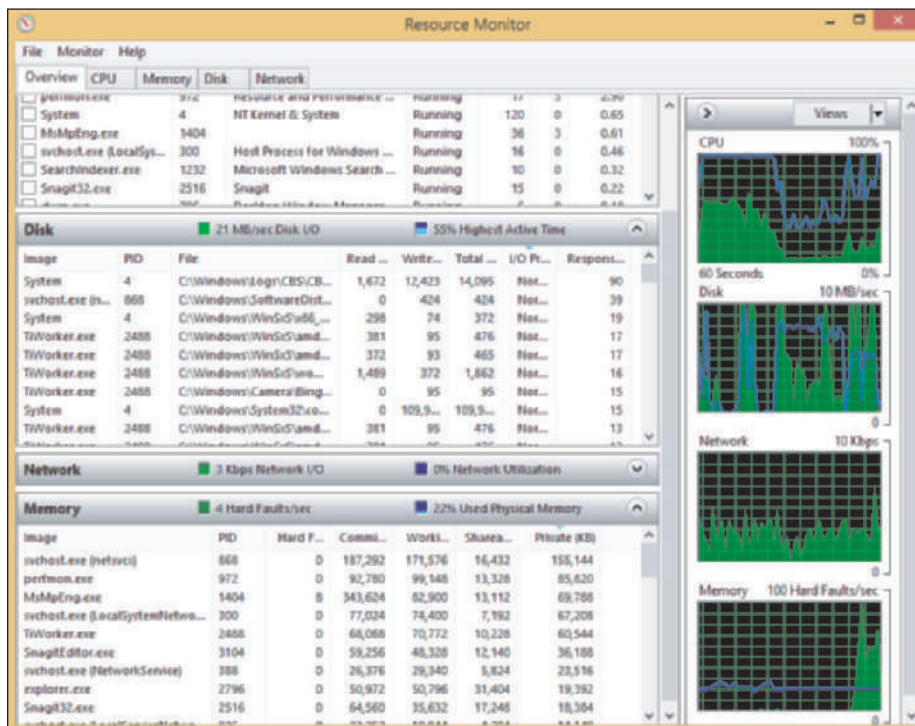 Resource Monitor
File Monitor Help
Overview CPU Memory Disk Network
perfmon.exe 972 Resource and Performance ... Running 17 3 2.90
System 4 NT Kernel & System Running 120 0 0.65
MsMpEng.exe 1404 Running 36 3 0.61
svchost.exe (LocalSys... 300 Host Process for Windows ... Running 16 0 0.46
SearchIndexer.exe 1232 Microsoft Windows Search ... Running 10 0 0.32
Snagit32.exe 2516 Snagit Running 15 0 0.22
Disk 21 MB/sec Disk I/O 55% Highest Active Time
Image PID File Read ... Write... Total ... I/O Pr... Respons...
System 4 C:\Windows\Logs\CBS\CB... 1,672 12,423 14,095 Nor... 90
svchost.exe (n... 868 C:\Windows\SoftwareDist... 0 424 424 Nor... 39
System 4 C:\Windows\WinSxS\x86_... 298 74 372 Nor... 19
TiWorker.exe 2488 C:\Windows\WinSxS\amd... 381 95 476 Nor... 17
TiWorker.exe 2488 C:\Windows\WinSxS\amd... 372 93 465 Nor... 17
TiWorker.exe 2488 C:\Windows\WinSxS\wo... 1,489 372 1,862 Nor... 16
TiWorker.exe 2488 C:\Windows\Camera\Bing... 0 95 95 Nor... 15
System 4 C:\Windows\System32\co... 0 109,9... 109,9... Nor... 15
TiWorker.exe 2488 C:\Windows\WinSxS\amd... 381 95 476 Nor... 13
Network 3 Kbps Network I/O 0% Network Utilization
Memory 4 Hard Faults/sec 22% Used Physical Memory
Image PID Hard F... Commi... Worki... Sharea... Private (KB)
svchost.exe (netsvcs) 868 0 187,292 171,576 16,432 155,144
perfmon.exe 972 0 92,780 99,148 13,328 85,820
MsMpEng.exe 1404 8 343,624 82,900 13,112 69,788
svchost.exe (LocalSystemNetwo... 300 0 77,024 74,400 7,192 67,208
TiWorker.exe 2488 0 68,068 70,772 10,228 60,544
SnagitEditor.exe 3104 0 59,256 48,328 12,140 36,188
svchost.exe (NetworkService) 388 0 26,376 29,340 5,824 23,516
explorer.exe 2796 0 50,972 50,796 31,404 19,392
Snagit32.exe 2516 0 64,560 35,632 17,248 18,384
Views
CPU 100%
60 Seconds 0%
Disk 10 MB/sec
0
Network 10 Kbps
0
Memory 100 Hard Faults/sec